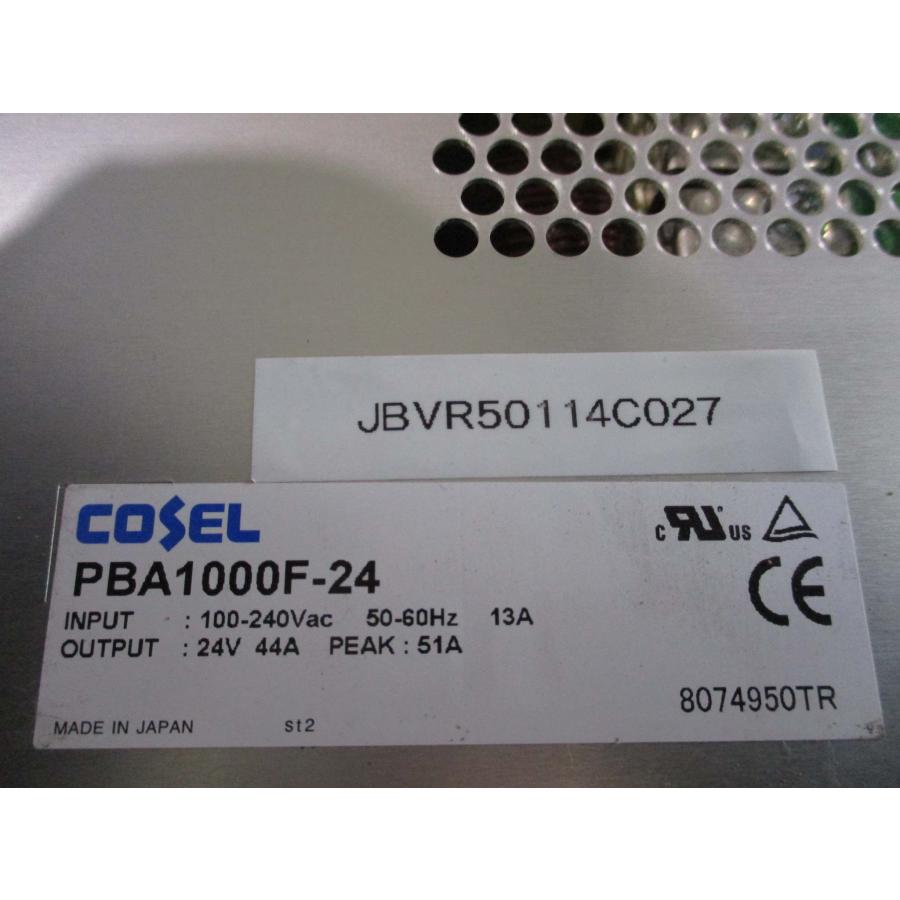 JBVR50114C027
COSEL
c RU US
PBA1000F-24
CE
INPUT : 100-240Vac 50-60Hz 13A
OUTPUT : 24V 44A PEAK : 51A
8074950TR
MADE IN JAPAN st2